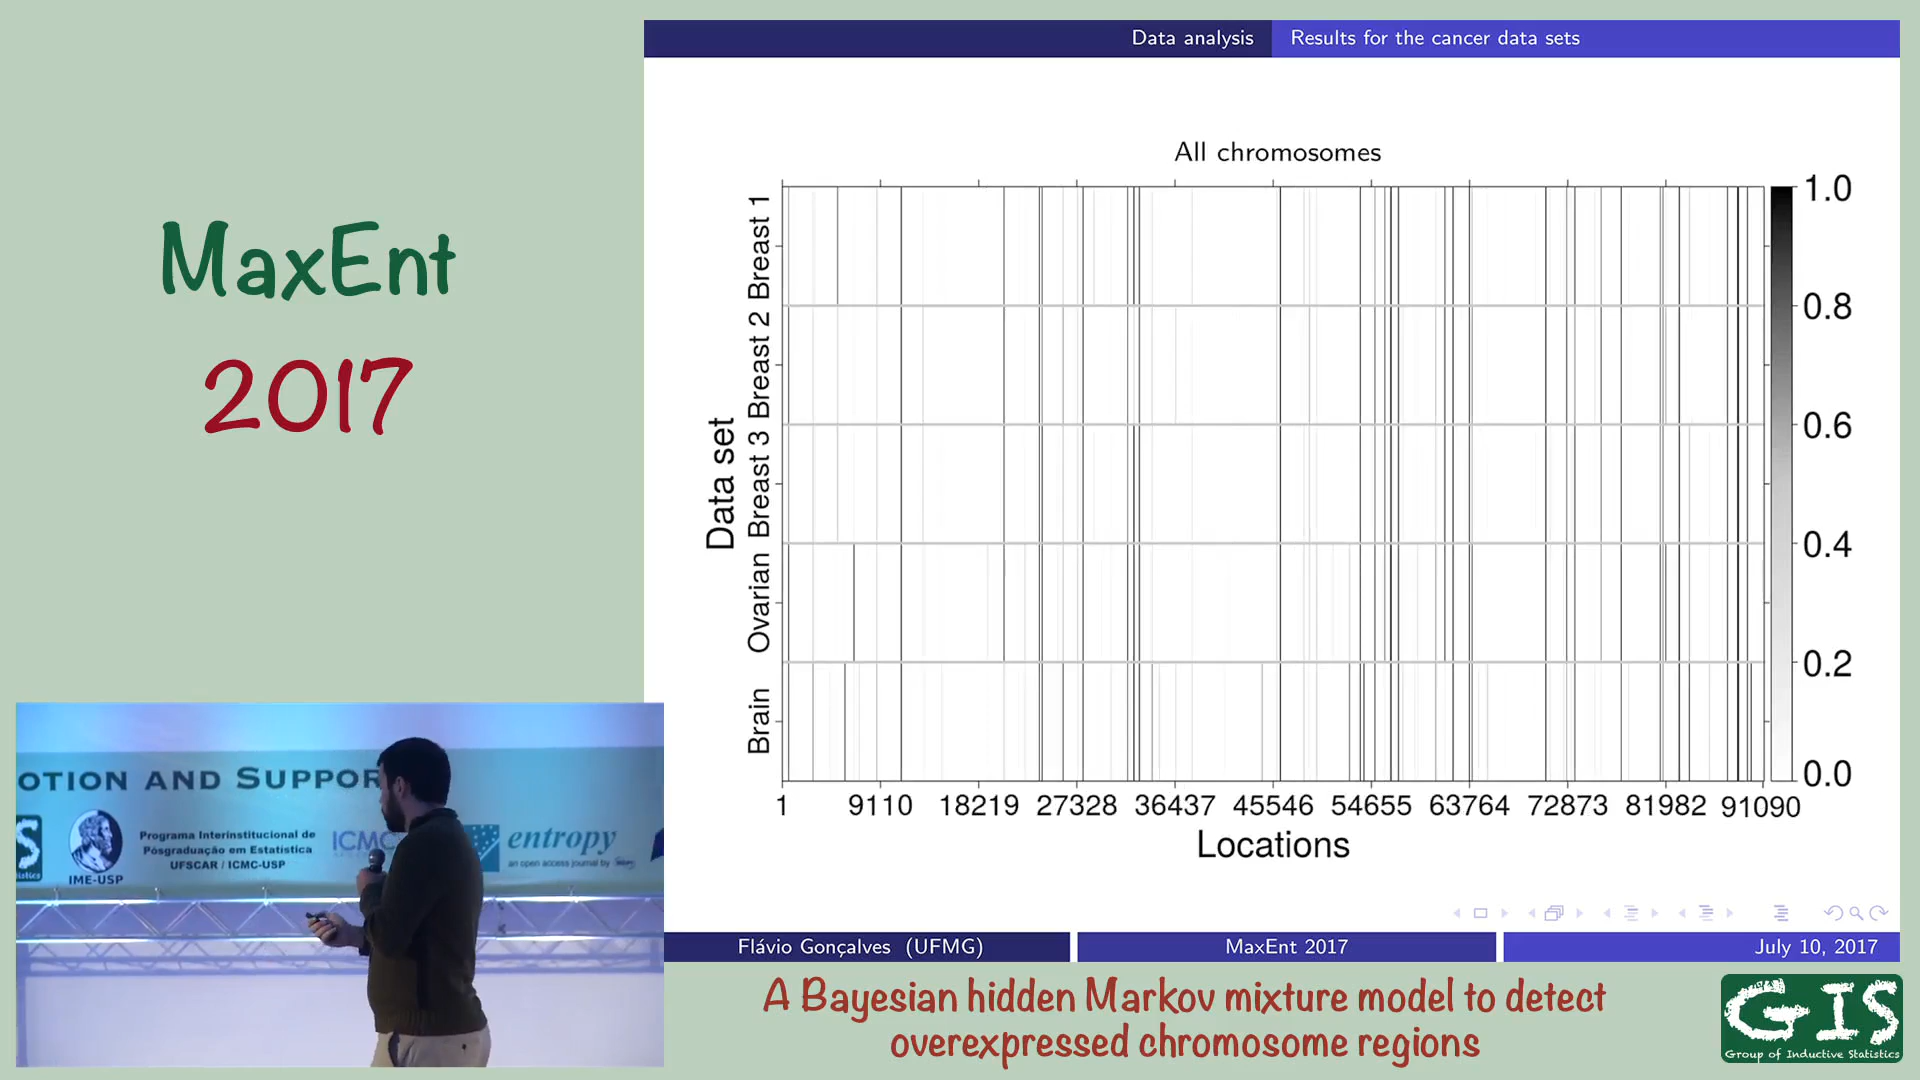 MaxEnt
2017
Data analysis
Results for the cancer data sets
All chromosomes
Data set
Breast 1
Breast 2
Breast 3
Ovarian
Brain
1.0
0.8
0.6
0.4
0.2
0.0
1 9110 18219 27328 36437 45546 54655 63764 72873 81982 91090
Locations
Flávio Gonçalves (UFMG)
MaxEnt 2017
July 10, 2017
A Bayesian hidden Markov mixture model to detect
overexpressed chromosome regions
GIS
Group of Inductive Statistics
OTION AND SUPPOR
IME-USP
Programa Interinstitucional de
Pósgraduação em Estatística
UFSCAR / ICMC-USP
ICMC
entropy
an open access journal by